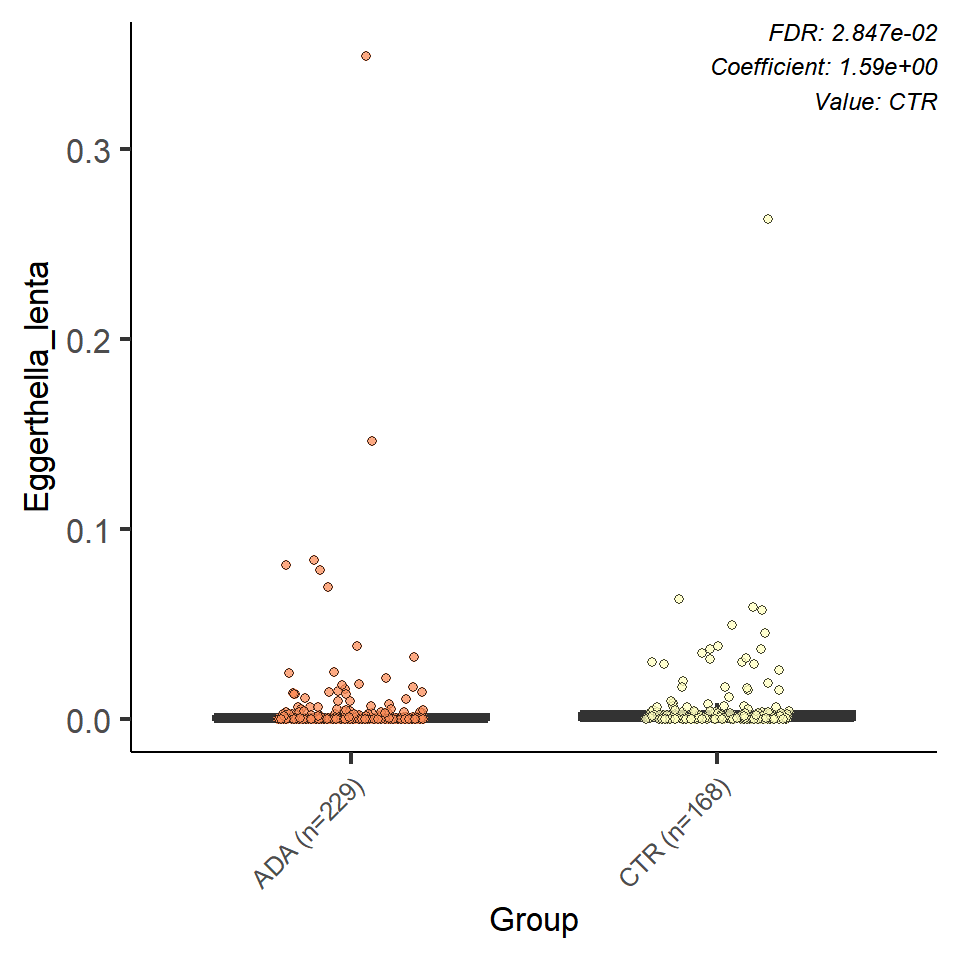 FDR: 2.847e-02
Coefficient: 1.59e+00
Value: CTR
Eggerthella_lenta
0.3
0.2
0.1
0.0
ADA (n=229)
CTR (n=168)
Group